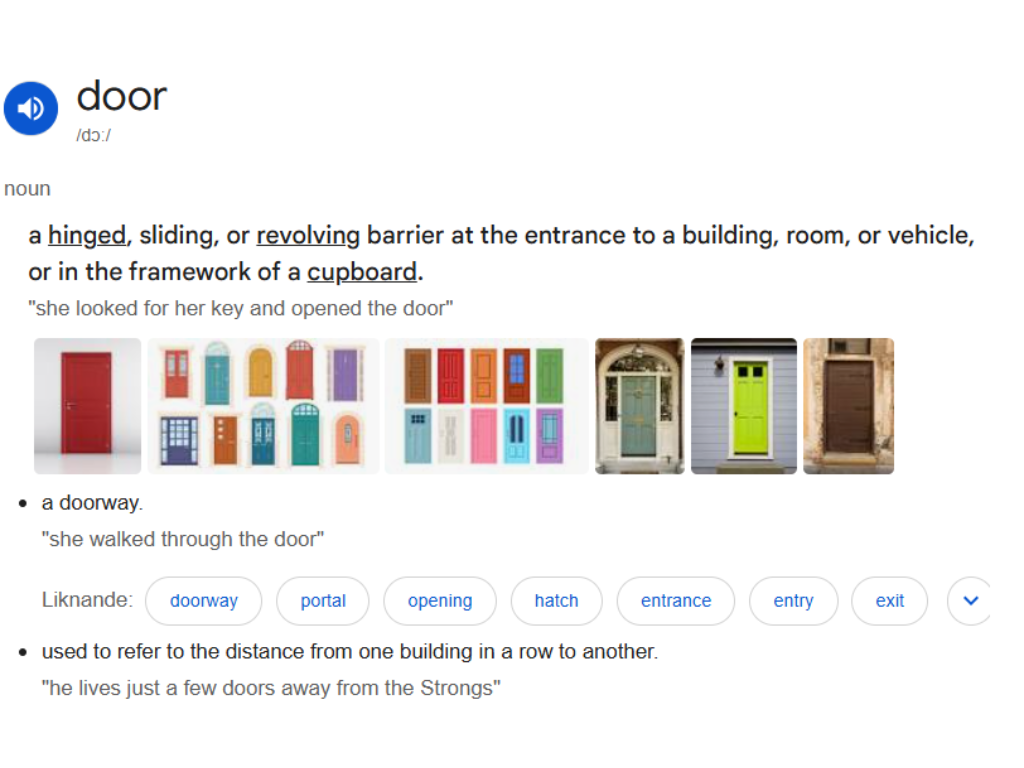 door
/dɔː/
noun
a hinged, sliding, or revolving barrier at the entrance to a building, room, or vehicle,
or in the framework of a cupboard.
"she looked for her key and opened the door"
• a doorway.
"she walked through the door"
Liknande: doorway portal opening hatch entrance entry exit
• used to refer to the distance from one building in a row to another.
"he lives just a few doors away from the Strongs"